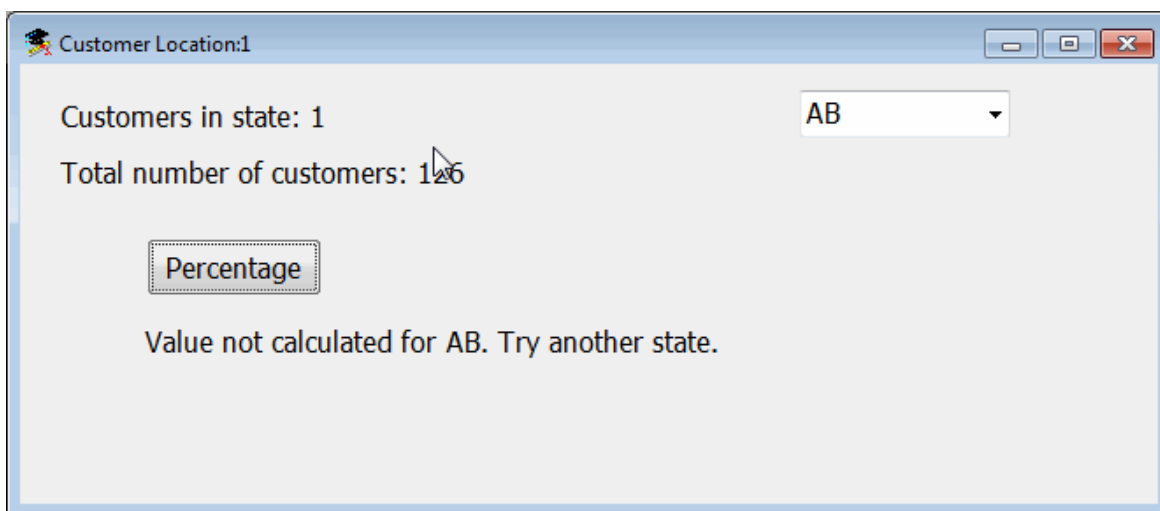 Customer Location:1
Customers in state: 1
AB
Total number of customers: 126
Percentage
Value not calculated for AB. Try another state.